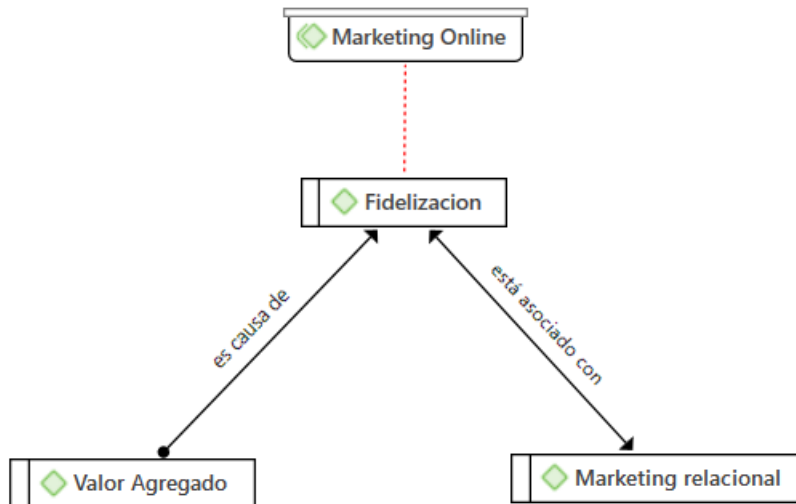 Marketing Online
Fidelizacion
es causa de
está asociado con
Valor Agregado
Marketing relacional